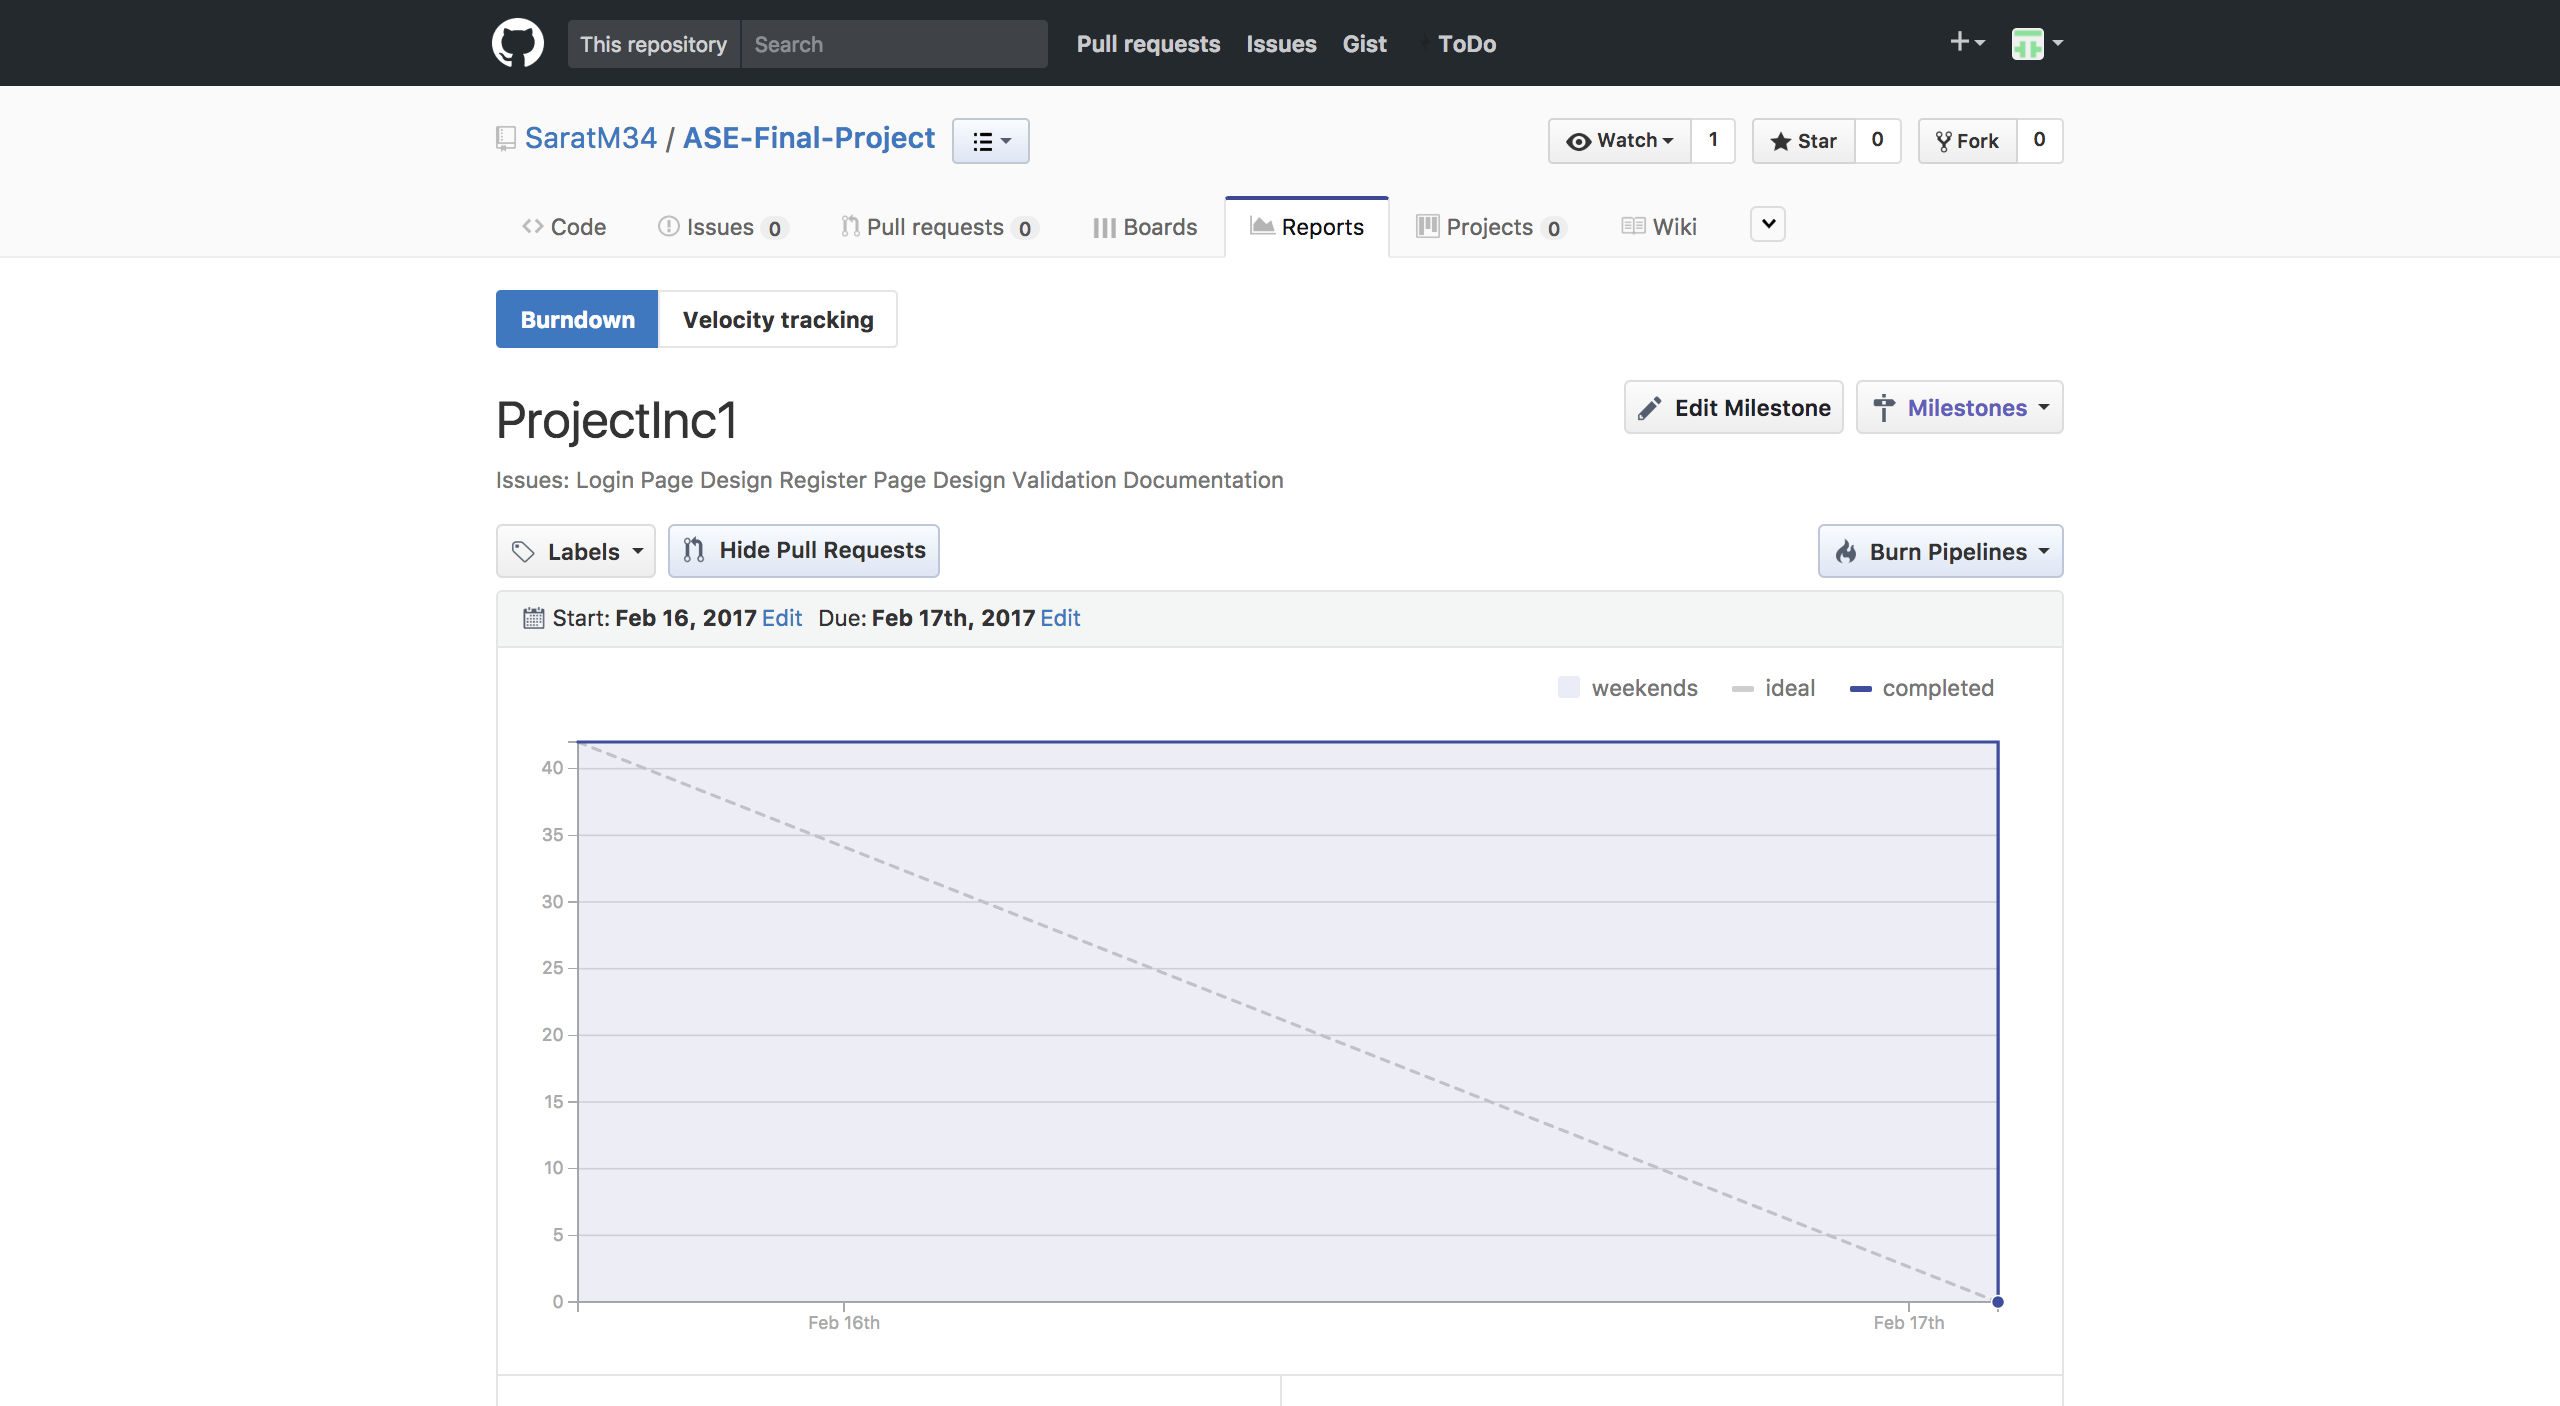 This repository Search Pull requests Issues Gist ToDo
SaratM34 / ASE-Final-Project Watch 1 Star 0 Fork 0
Code Issues 0 Pull requests 0 Boards Reports Projects 0 Wiki
Burndown Velocity tracking
ProjectInc1 Edit Milestone Milestones
Issues: Login Page Design Register Page Design Validation Documentation
Labels Hide Pull Requests Burn Pipelines
Start: Feb 16, 2017 Edit Due: Feb 17th, 2017 Edit
weekends ideal completed
40
35
30
25
20
15
10
5
0
Feb 16th Feb 17th